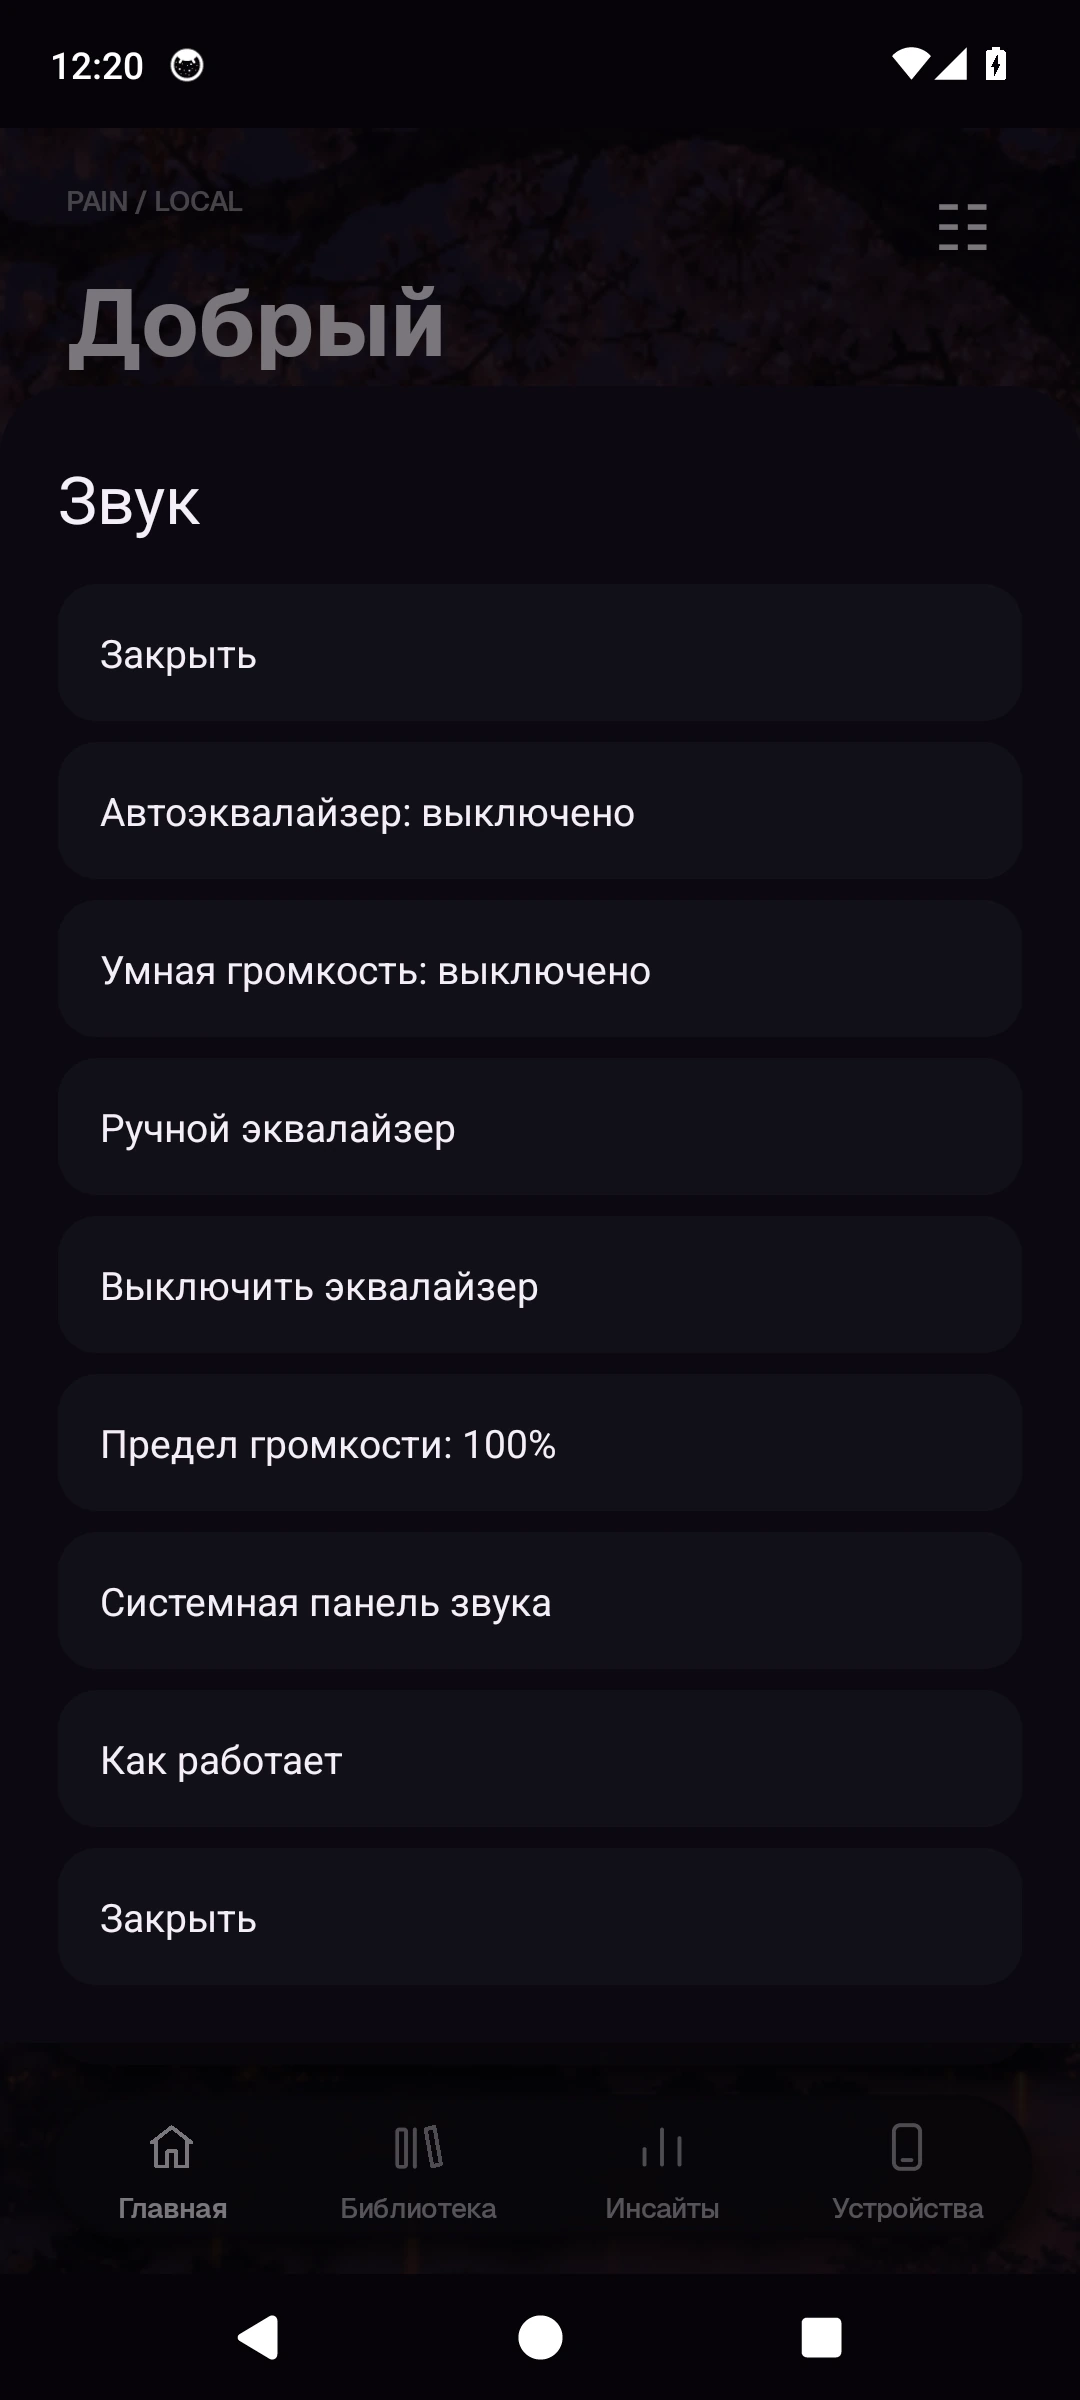 12:20
PAIN / LOCAL
Добрый
Звук
Закрыть
Автоэквалайзер: выключено
Умная громкость: выключено
Ручной эквалайзер
Выключить эквалайзер
Предел громкости: 100%
Системная панель звука
Как работает
Закрыть
Главная
Библиотека
Инсайты
Устройства